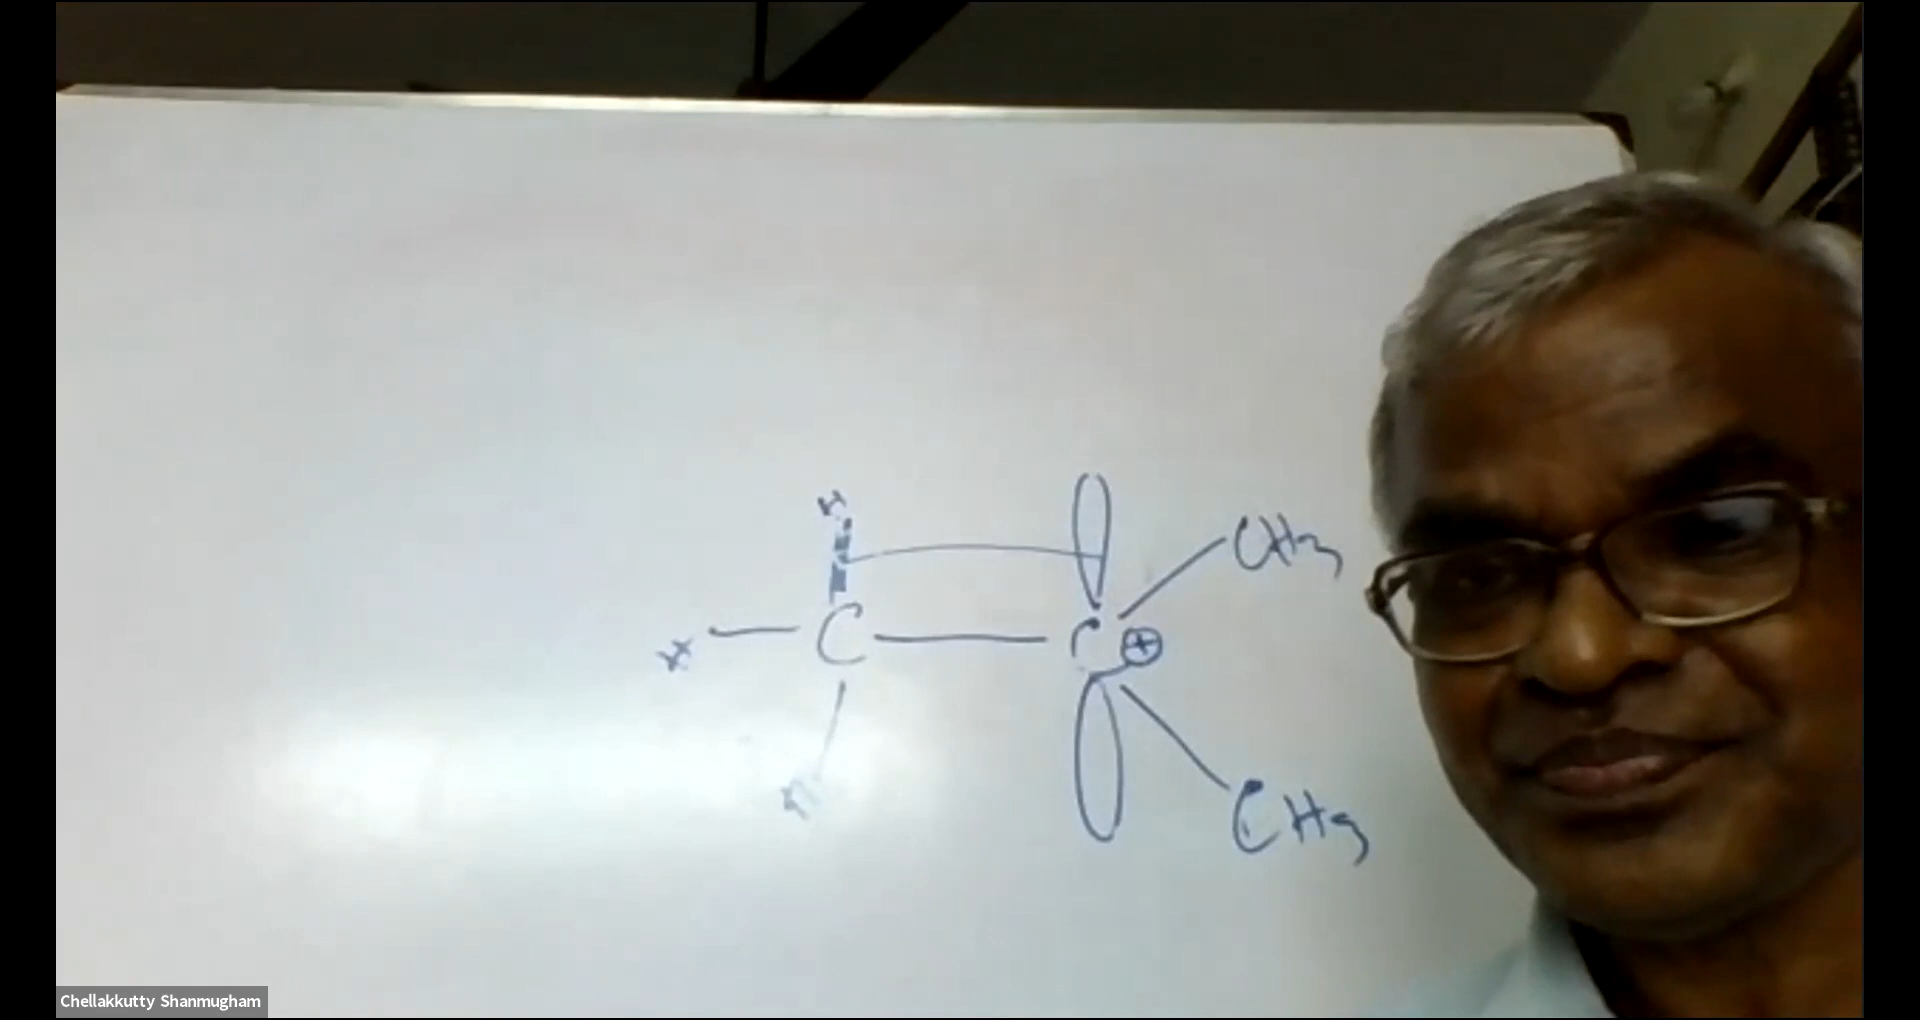 H
CH3
H C C ⊕
H
CH3
Chellakkutty Shanmugham